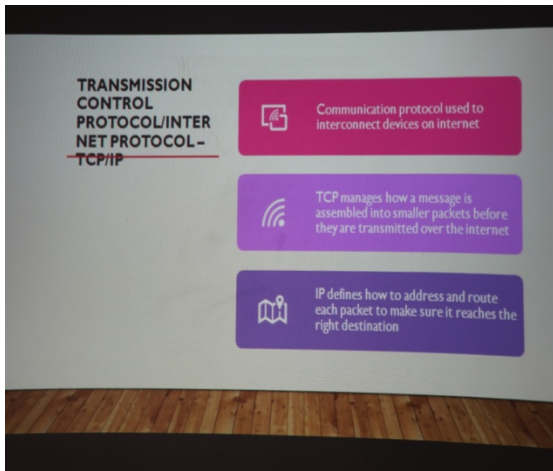 TRANSMISSION
CONTROL
PROTOCOL/INTER
NET PROTOCOL –
TCP/IP
Communication protocol used to
interconnect devices on internet
TCP manages how a message is
assembled into smaller packets before
they are transmitted over the internet
IP defines how to address and route
each packet to make sure it reaches the
right destination